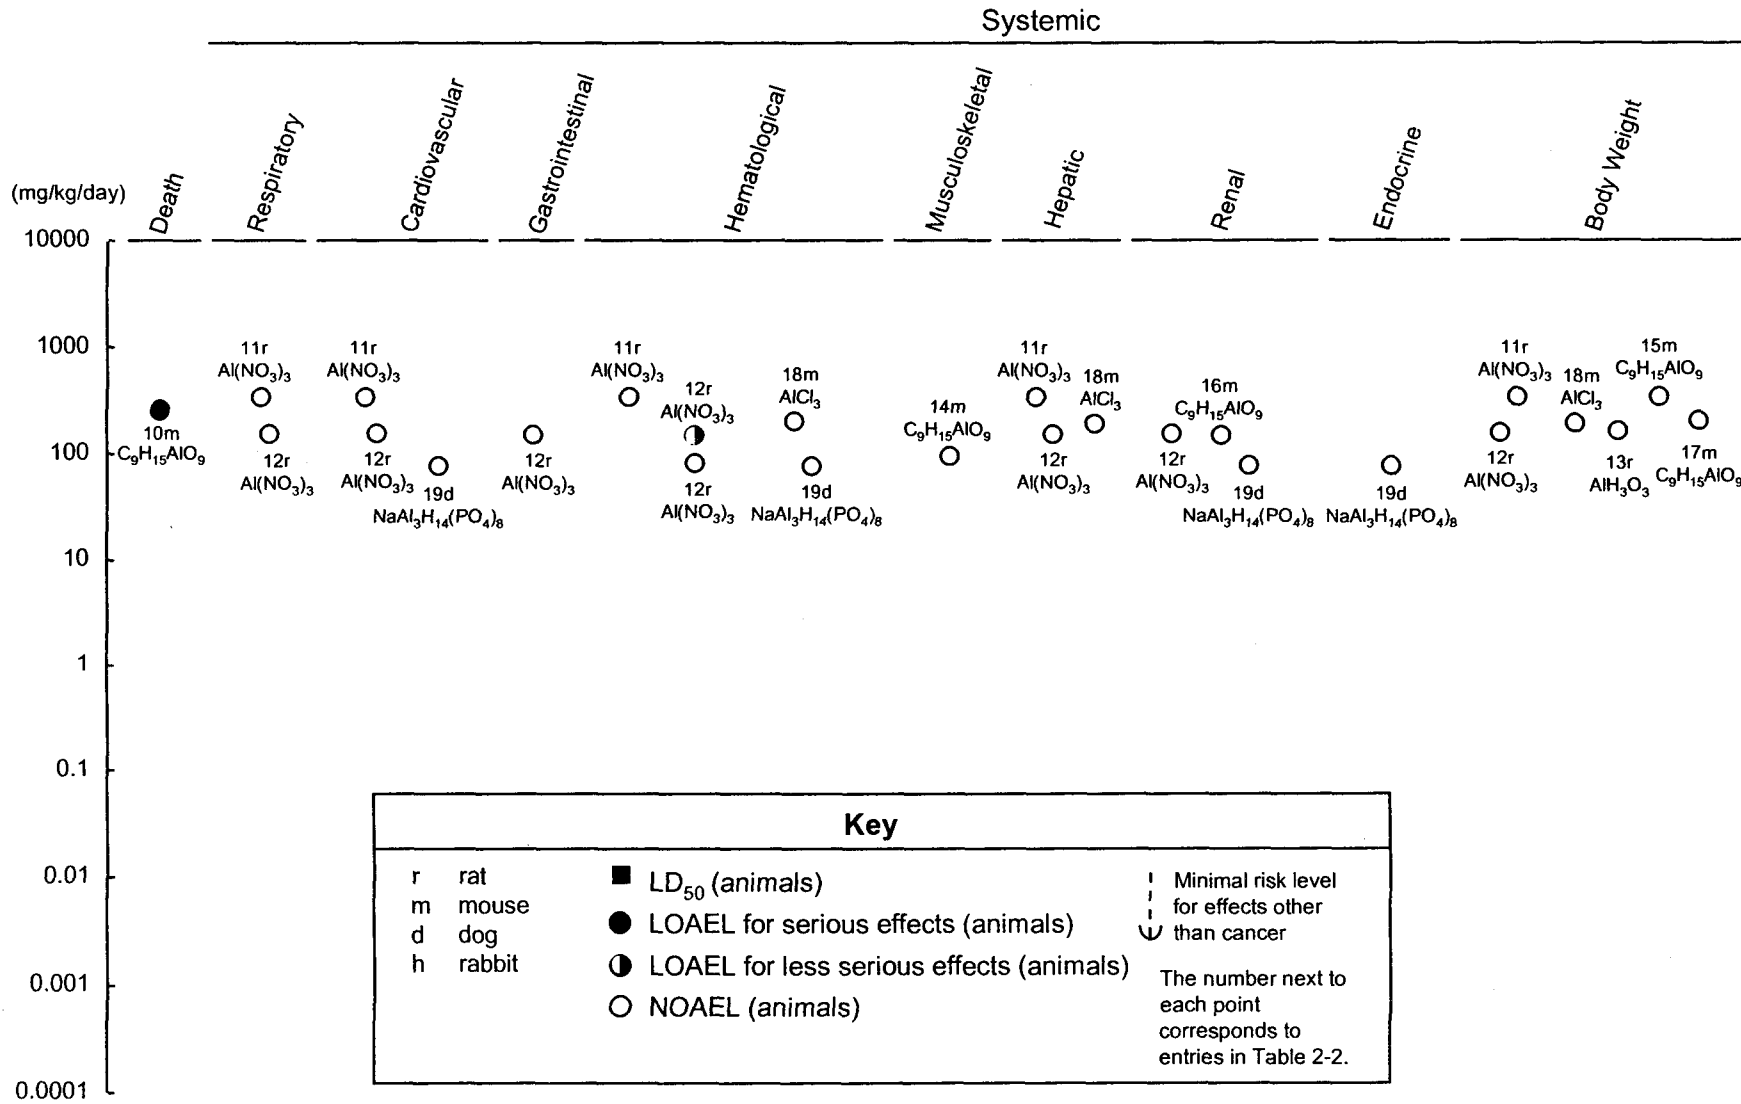 Systemic
(mg/kg/day)
Death
Respiratory
Cardiovascular
Gastrointestinal
Hematological
Musculoskeletal
Hepatic
Renal
Endocrine
Body Weight
10000
1000
100
10
1
0.1
0.01
0.001
0.0001
10m
C₉H₁₅AlO₉
11r
Al(NO₃)₃
12r
Al(NO₃)₃
11r
Al(NO₃)₃
12r
Al(NO₃)₃
19d
NaAl₃H₁₄(PO₄)₈
12r
Al(NO₃)₃
11r
Al(NO₃)₃
12r
Al(NO₃)₃
12r
Al(NO₃)₃
18m
AlCl₃
19d
NaAl₃H₁₄(PO₄)₈
14m
C₉H₁₅AlO₉
11r
Al(NO₃)₃
12r
Al(NO₃)₃
18m
AlCl₃
12r
Al(NO₃)₃
16m
C₉H₁₅AlO₉
19d
NaAl₃H₁₄(PO₄)₈
19d
NaAl₃H₁₄(PO₄)₈
11r
Al(NO₃)₃
12r
Al(NO₃)₃
18m
AlCl₃
13r
AlH₃O₃
15m
C₉H₁₅AlO₉
17m
C₉H₁₅AlO₉
Key
r rat
m mouse
d dog
h rabbit
LD₅₀ (animals)
LOAEL for serious effects (animals)
LOAEL for less serious effects (animals)
NOAEL (animals)
Minimal risk level
for effects other
than cancer
The number next to
each point
corresponds to
entries in Table 2-2.